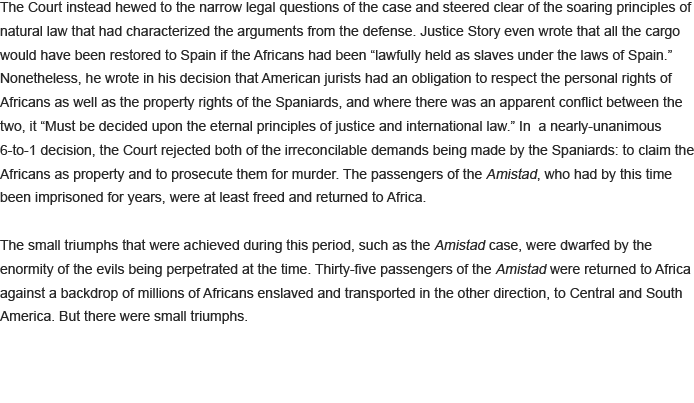 The Court instead hewed to the narrow legal questions of the case and steered clear of the soaring principles of
natural law that had characterized the arguments from the defense. Justice Story even wrote that all the cargo
would have been restored to Spain if the Africans had been “lawfully held as slaves under the laws of Spain.”
Nonetheless, he wrote in his decision that American jurists had an obligation to respect the personal rights of
Africans as well as the property rights of the Spaniards, and where there was an apparent conflict between the
two, it “Must be decided upon the eternal principles of justice and international law.” In  a nearly-unanimous
6-to-1 decision, the Court rejected both of the irreconcilable demands being made by the Spaniards: to claim the
Africans as property and to prosecute them for murder. The passengers of the Amistad, who had by this time
been imprisoned for years, were at least freed and returned to Africa.

The small triumphs that were achieved during this period, such as the Amistad case, were dwarfed by the
enormity of the evils being perpetrated at the time. Thirty-five passengers of the Amistad were returned to Africa
against a backdrop of millions of Africans enslaved and transported in the other direction, to Central and South
America. But there were small triumphs.